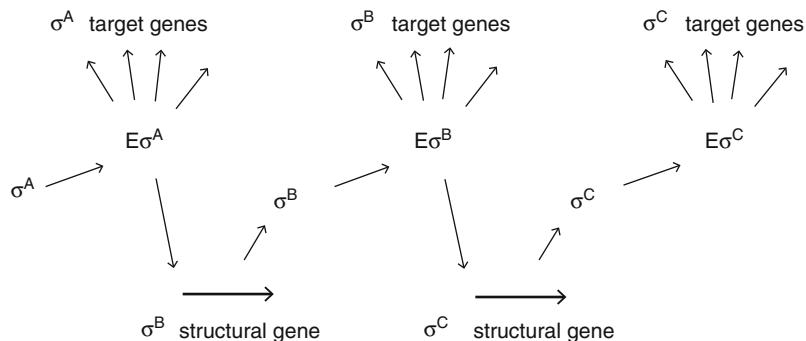 σᴬ target genes
σᴮ target genes
σᶜ target genes
Eσᴬ
Eσᴮ
Eσᶜ
σᴬ
σᴮ
σᶜ
σᴮ structural gene
σᶜ structural gene